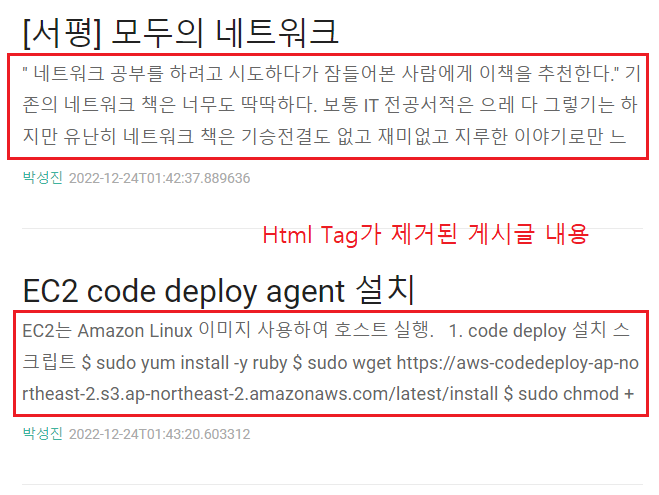 [서평] 모두의 네트워크
" 네트워크 공부를 하려고 시도하다가 잠들어본 사람에게 이책을 추천한다." 기
존의 네트워크 책은 너무도 딱딱하다. 보통 IT 전공서적은 으레 다 그렇기는 하
지만 유난히 네트워크 책은 기승전결도 없고 재미없고 지루한 이야기로만 느
박성진 2022-12-24T01:42:37.889636
Html Tag가 제거된 게시글 내용
EC2 code deploy agent 설치
EC2는 Amazon Linux 이미지 사용하여 호스트 실행. 1. code deploy 설치 스
크립트 $ sudo yum install -y ruby $ sudo wget https://aws-codedeploy-ap-no
rtheast-2.s3.ap-northeast-2.amazonaws.com/latest/install $ sudo chmod +
박성진 2022-12-24T01:43:20.603312